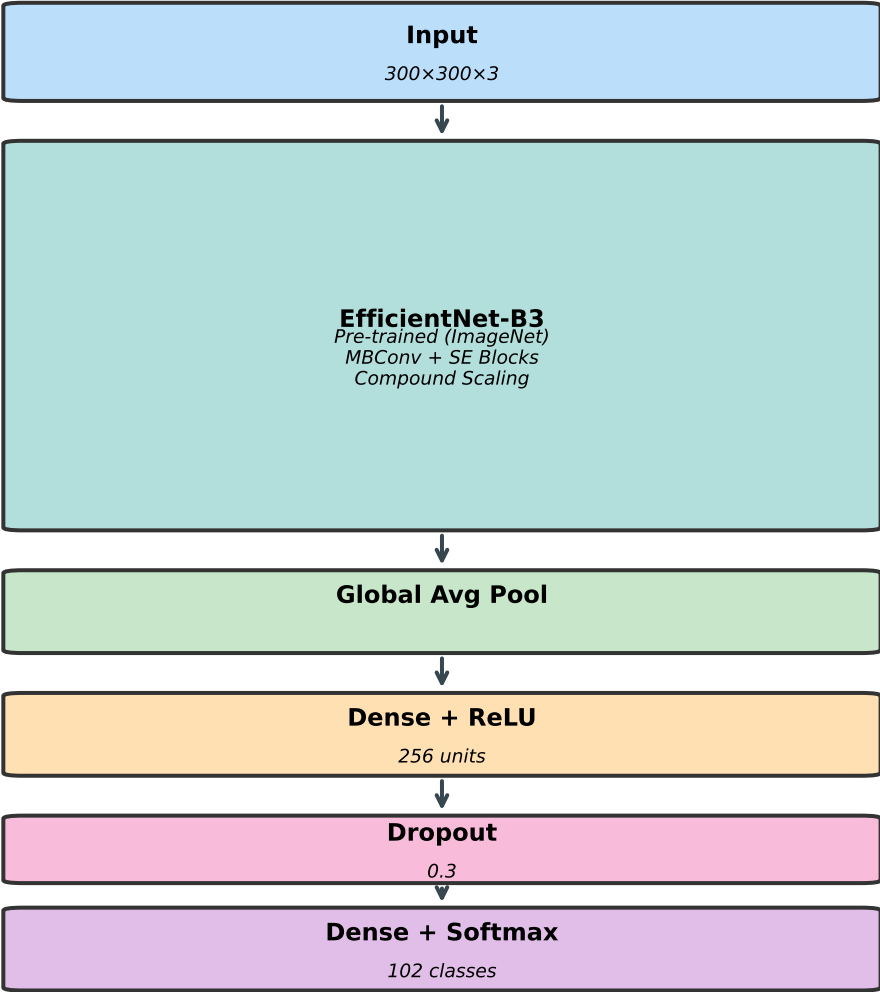 Input
300×300×3
EfficientNet-B3
Pre-trained (ImageNet)
MBConv + SE Blocks
Compound Scaling
Global Avg Pool
Dense + ReLU
256 units
Dropout
0.3
Dense + Softmax
102 classes